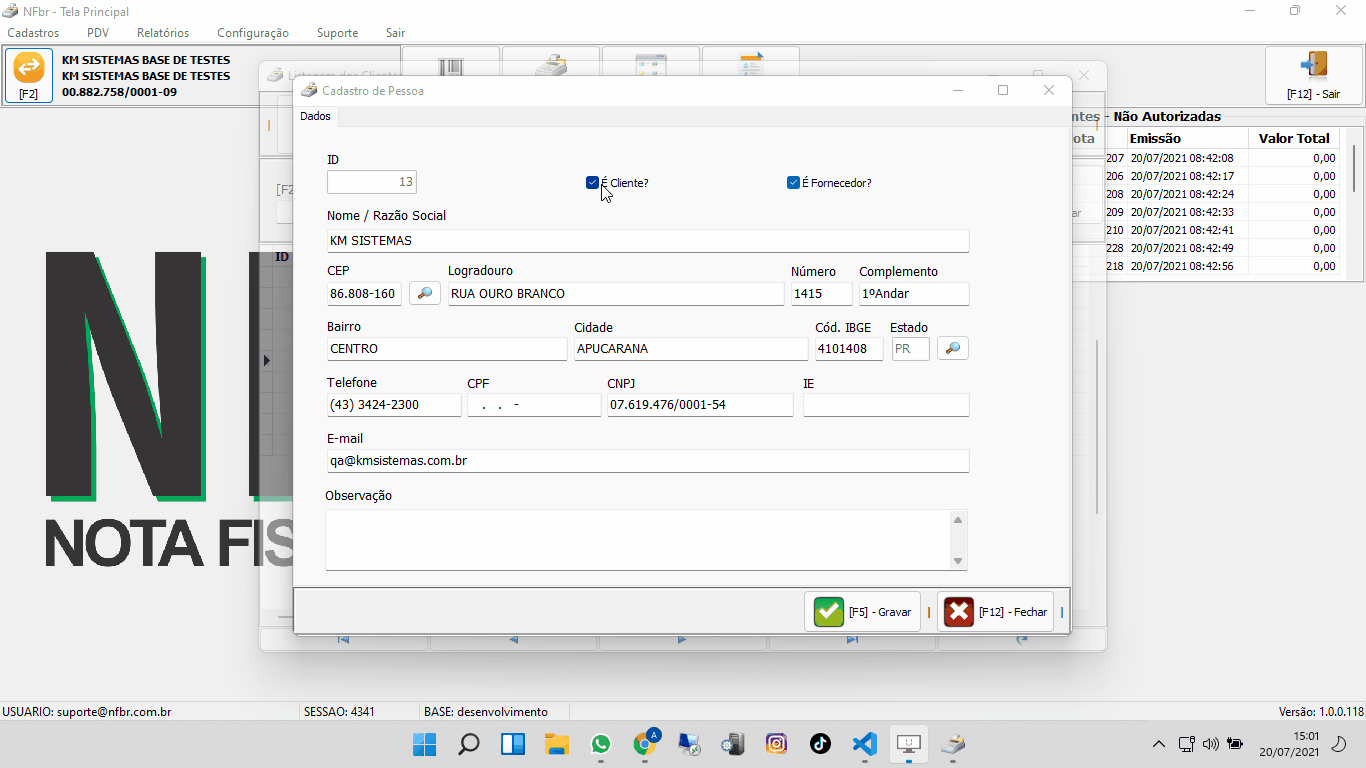 NFbr - Tela Principal
Cadastros PDV Relatórios Configuração Suporte Sair
[F2]
KM SISTEMAS BASE DE TESTES
KM SISTEMAS BASE DE TESTES
00.882.758/0001-09
Listagem dos Clientes
[F12] - Sair
Cadastro de Pessoa
Dados
ntes - Não Autorizadas
ota Emissão Valor Total
207 20/07/2021 08:42:08 0,00
206 20/07/2021 08:42:17 0,00
208 20/07/2021 08:42:24 0,00
209 20/07/2021 08:42:33 0,00
210 20/07/2021 08:42:41 0,00
228 20/07/2021 08:42:49 0,00
218 20/07/2021 08:42:56 0,00
[F2
ar
ID
ID
13
É Cliente?
É Fornecedor?
Nome / Razão Social
KM SISTEMAS
CEP Logradouro Número Complemento
86.808-160 RUA OURO BRANCO 1415 1ºAndar
Bairro Cidade Cód. IBGE Estado
CENTRO APUCARANA 4101408 PR
Telefone CPF CNPJ IE
(43) 3424-2300 . . - 07.619.476/0001-54
E-mail
qa@kmsistemas.com.br
Observação
[F5] - Gravar
[F12] - Fechar
N
NOTA FIS
USUARIO: suporte@nfbr.com.br SESSAO: 4341 BASE: desenvolvimento Versão: 1.0.0.118
A
15:01
20/07/2021